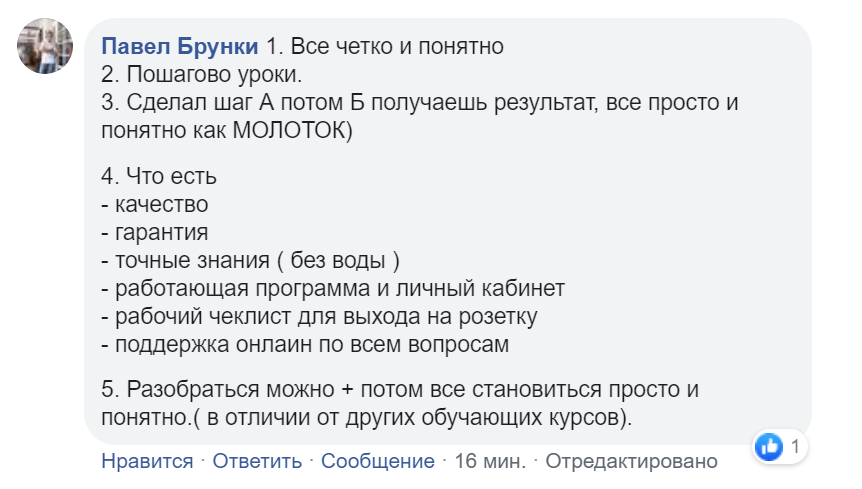 Павел Брунки 1. Все четко и понятно
2. Пошагово уроки.
3. Сделал шаг А потом Б получаешь результат, все просто и
понятно как МОЛОТОК)
4. Что есть
- качество
- гарантия
- точные знания ( без воды )
- работающая программа и личный кабинет
- рабочий чеклист для выхода на розетку
- поддержка онлаин по всем вопросам
5. Разобраться можно + потом все становиться просто и
понятно.( в отличии от других обучающих курсов).
1
Нравится · Ответить · Сообщение · 16 мин. · Отредактировано